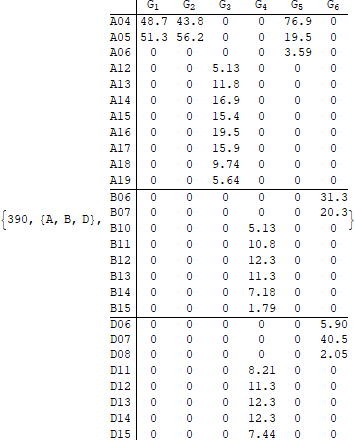 G₁ G₂ G₃ G₄ G₅ G₆
A04 48.7 43.8 0 0 76.9 0
A05 51.3 56.2 0 0 19.5 0
A06 0 0 0 0 3.59 0
A12 0 0 5.13 0 0 0
A13 0 0 11.8 0 0 0
A14 0 0 16.9 0 0 0
A15 0 0 15.4 0 0 0
A16 0 0 19.5 0 0 0
A17 0 0 15.9 0 0 0
A18 0 0 9.74 0 0 0
A19 0 0 5.64 0 0 0
B06 0 0 0 0 0 31.3
{390, {A, B, D}, B07 0 0 0 0 0 20.3 }
B10 0 0 0 5.13 0 0
B11 0 0 0 10.8 0 0
B12 0 0 0 12.3 0 0
B13 0 0 0 11.3 0 0
B14 0 0 0 7.18 0 0
B15 0 0 0 1.79 0 0
D06 0 0 0 0 0 5.90
D07 0 0 0 0 0 40.5
D08 0 0 0 0 0 2.05
D11 0 0 0 8.21 0 0
D12 0 0 0 11.3 0 0
D13 0 0 0 12.3 0 0
D14 0 0 0 12.3 0 0
D15 0 0 0 7.44 0 0